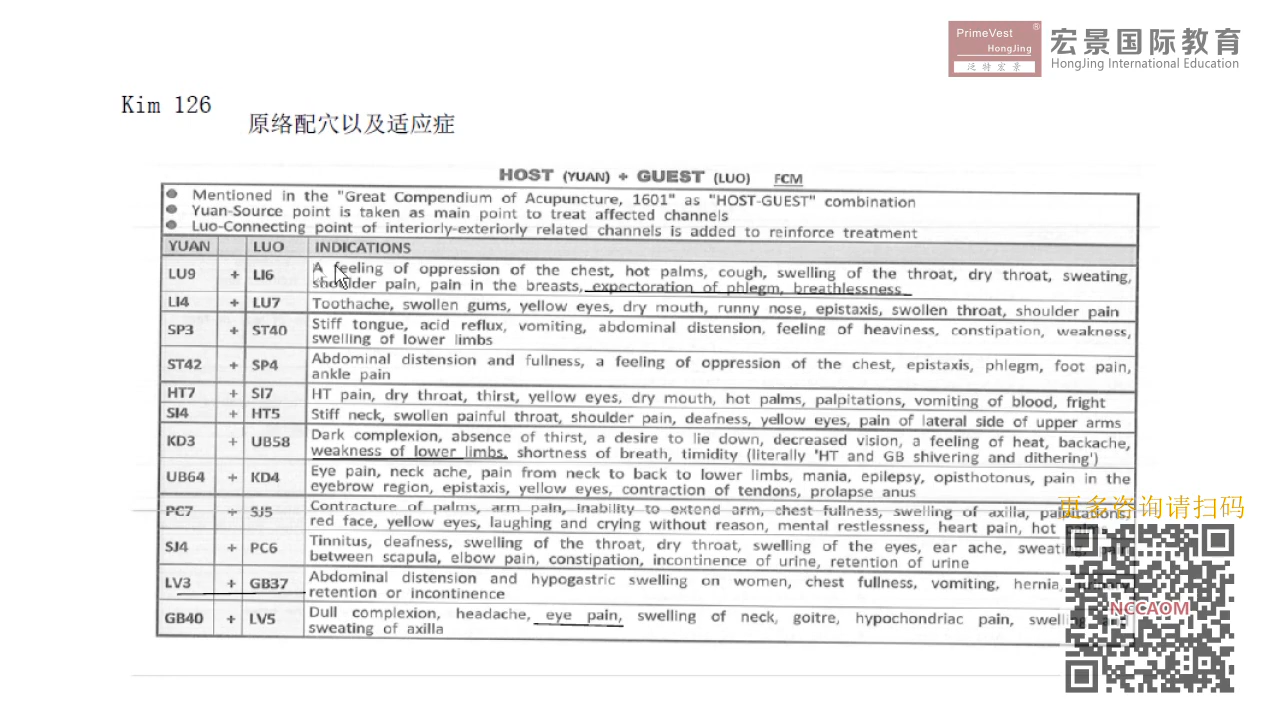 PrimeVest ®
HongJing
泛特宏景
宏景国际教育
HongJing International Education
Kim 126
原络配穴以及适应症
HOST (YUAN) + GUEST (LUO) FCM
● Mentioned in the "Great Compendium of Acupuncture, 1601" as "HOST-GUEST" combination
● Yuan-Source point is taken as main point to treat affected channels
● Luo-Connecting point of interiorly-exteriorly related channels is added to reinforce treatment
YUAN LUO INDICATIONS
LU9 + LI6 A feeling of oppression of the chest, hot palms, cough, swelling of the throat, dry throat, sweating,
shoulder pain, pain in the breasts, expectoration of phlegm, breathlessness
LI4 + LU7 Toothache, swollen gums, yellow eyes, dry mouth, runny nose, epistaxis, swollen throat, shoulder pain
SP3 + ST40 Stiff tongue, acid reflux, vomiting, abdominal distension, feeling of heaviness, constipation, weakness,
swelling of lower limbs
ST42 + SP4 Abdominal distension and fullness, a feeling of oppression of the chest, epistaxis, phlegm, foot pain,
ankle pain
HT7 + SI7 HT pain, dry throat, thirst, yellow eyes, dry mouth, hot palms, palpitations, vomiting of blood, fright
SI4 + HT5 Stiff neck, swollen painful throat, shoulder pain, deafness, yellow eyes, pain of lateral side of upper arms
KD3 + UB58 Dark complexion, absence of thirst, a desire to lie down, decreased vision, a feeling of heat, backache,
weakness of lower limbs, shortness of breath, timidity (literally 'HT and GB shivering and dithering')
UB64 + KD4 Eye pain, neck ache, pain from neck to back to lower limbs, mania, epilepsy, opisthotonus, pain in the
eyebrow region, epistaxis, yellow eyes, contraction of tendons, prolapse anus
PC7 + SJ5 Contracture of palms, arm pain, inability to extend arm, chest fullness, swelling of axilla, palpitations,
red face, yellow eyes, laughing and crying without reason, mental restlessness, heart pain, hot
SJ4 + PC6 Tinnitus, deafness, swelling of the throat, dry throat, swelling of the eyes, ear ache, sweating, pain
between scapula, elbow pain, constipation, incontinence of urine, retention of urine
LV3 + GB37 Abdominal distension and hypogastric swelling on women, chest fullness, vomiting, hernia,
retention or incontinence
GB40 + LV5 Dull complexion, headache, eye pain, swelling of neck, goitre, hypochondriac pain, swelling and
sweating of axilla
更多咨询请扫码
NCCAOM